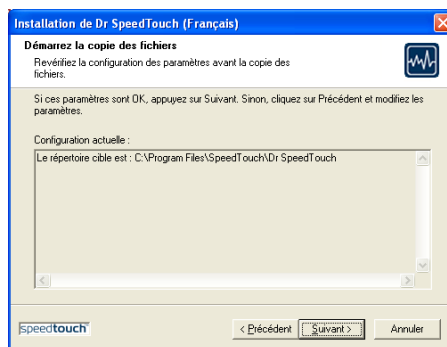 Installation de Dr SpeedTouch (Français)
Démarrez la copie des fichiers
Revérifiez la configuration des paramètres avant la copie des
fichiers.
Si ces paramètres sont OK, appuyez sur Suivant. Sinon, cliquez sur Précédent et modifiez les
paramètres.
Configuration actuelle :
Le répertoire cible est : C:\Program Files\SpeedTouch\Dr SpeedTouch
speedtouch
< Précédent
Suivant >
Annuler